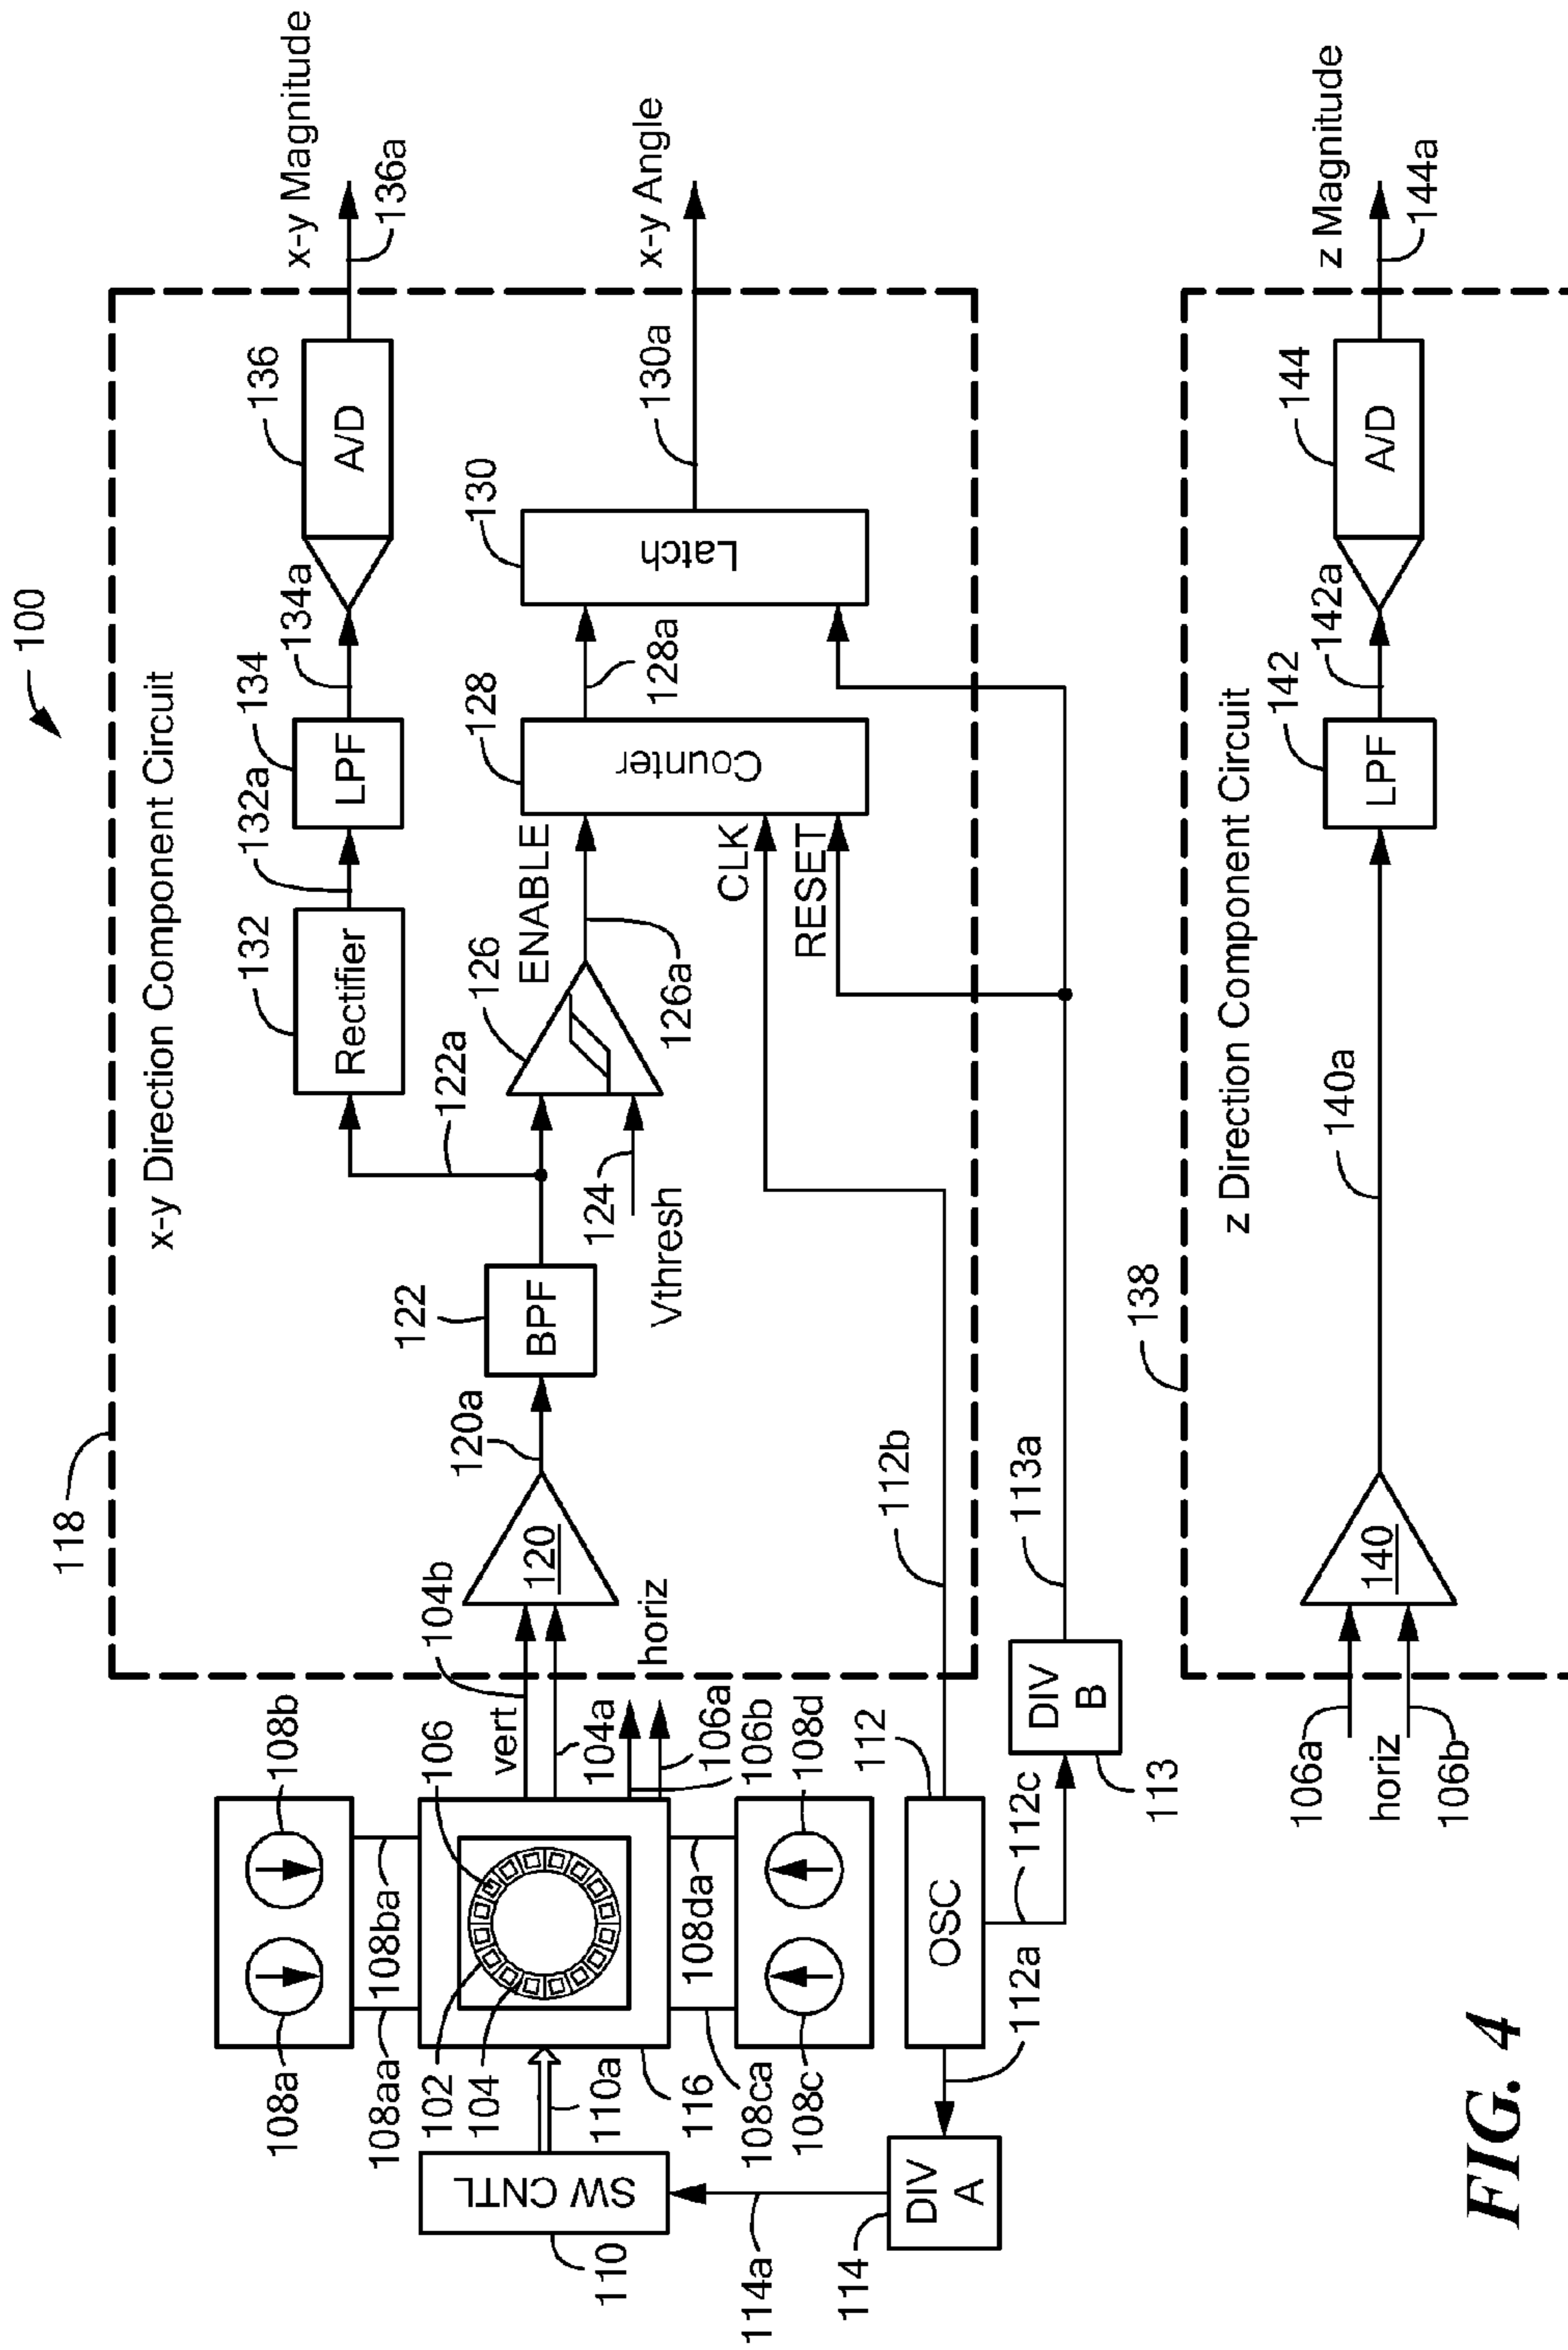 100
118
x-y Direction Component Circuit
132
132a
134
134a
136
x-y Magnitude
Rectifier
LPF
A/D
136a
122a
122
120a
BPF
120
124
Vthresh
126
ENABLE
126a
128
128a
130
130a
x-y Angle
Counter
Latch
CLK
RESET
108a
108b
108aa
108ba
102
104
106
vert
104b
104a
horiz
106a
106b
110
SW CNTL
110a
116
108ca
108da
108c
108d
112
OSC
112b
112a
112c
114a
114
DIV
A
DIV
B
113
113a
138
z Direction Component Circuit
106a
horiz
106b
140
140a
142
LPF
142a
144
A/D
z Magnitude
144a
FIG. 4